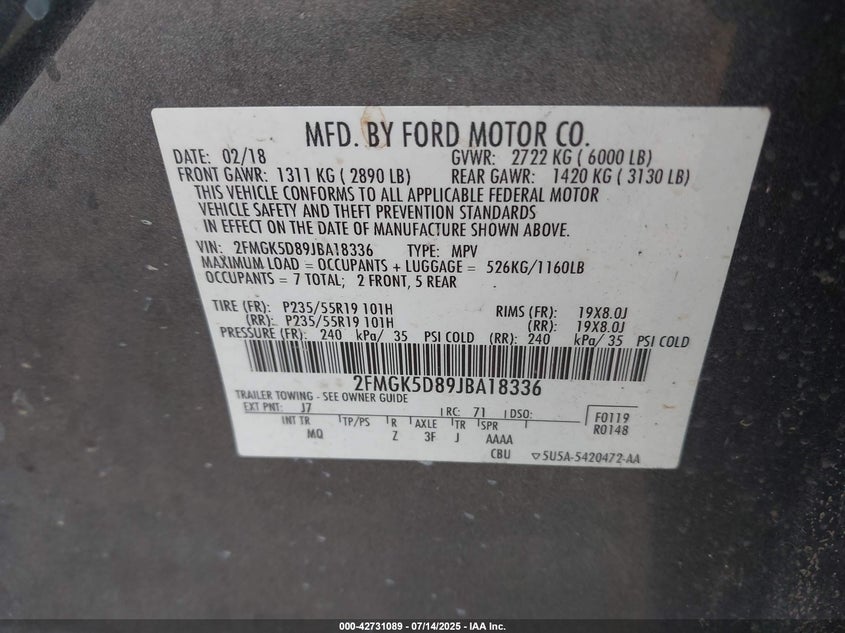 MFD. BY FORD MOTOR CO.
DATE: 02/18 GVWR: 2722 KG ( 6000 LB)
FRONT GAWR: 1311 KG ( 2890 LB) REAR GAWR: 1420 KG ( 3130 LB)
THIS VEHICLE CONFORMS TO ALL APPLICABLE FEDERAL MOTOR
VEHICLE SAFETY AND THEFT PREVENTION STANDARDS
IN EFFECT ON THE DATE OF MANUFACTURE SHOWN ABOVE.
VIN: 2FMGK5D89JBA18336 TYPE: MPV
MAXIMUM LOAD = OCCUPANTS + LUGGAGE = 526KG/1160LB
OCCUPANTS = 7 TOTAL; 2 FRONT, 5 REAR
TIRE (FR): P235/55R19 101H RIMS (FR): 19X8.0J
(RR): P235/55R19 101H (RR): 19X8.0J
PRESSURE (FR): 240 kPa/ 35 PSI COLD (RR): 240 kPa/ 35 PSI COLD
2FMGK5D89JBA18336
TRAILER TOWING - SEE OWNER GUIDE
EXT PNT: J7 RC: 71 DSO: F0119
INT TR TP/PS R AXLE TR SPR R0148
MQ Z 3F J AAAA
CBU ▽5U5A-5420472-AA
000-42731089 - 07/14/2025 - IAA Inc.